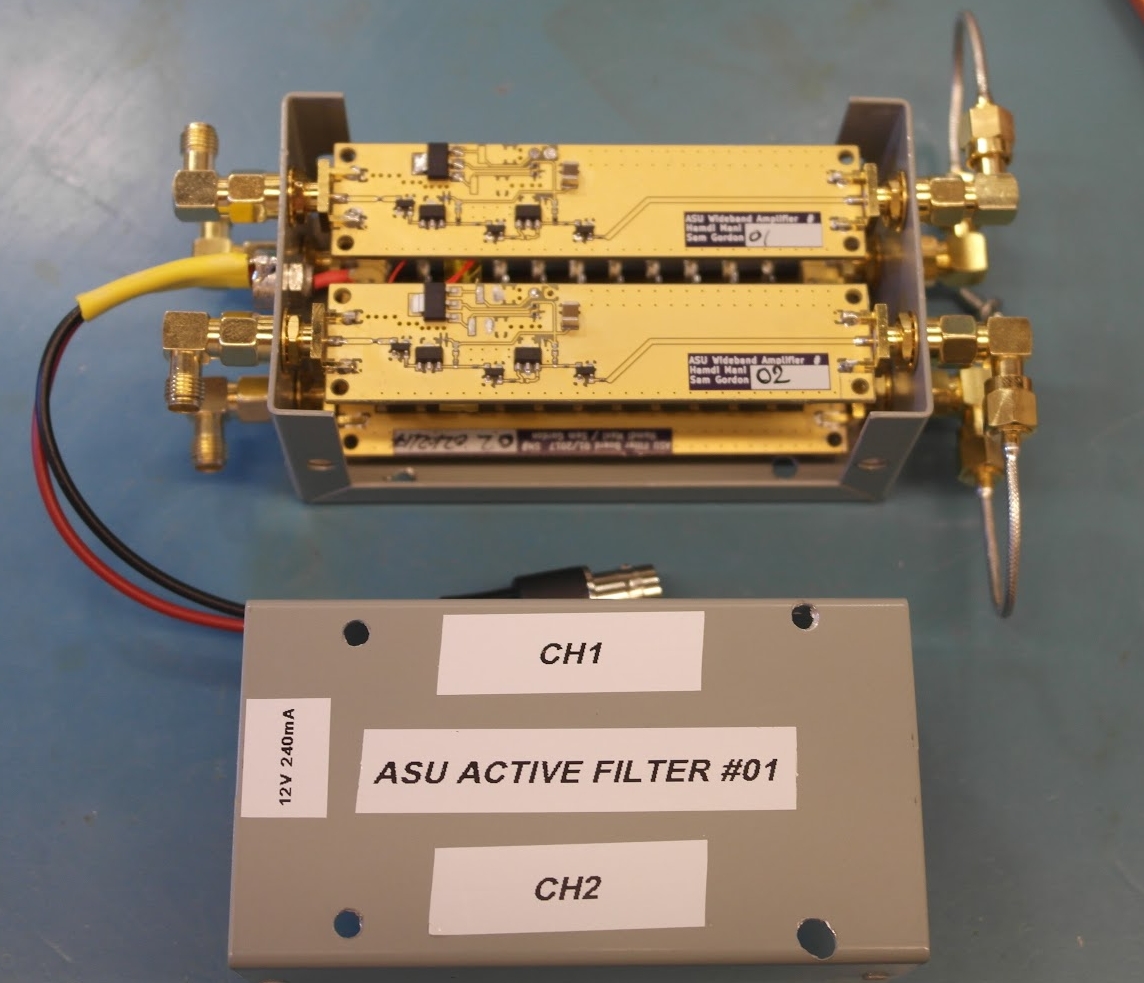 ASU Wideband Amplifier #
Hamdi Mani
Sam Gordon 01
ASU Wideband Amplifier #
Hamdi Mani
Sam Gordon 02
CH1
12V 240mA
ASU ACTIVE FILTER #01
CH2